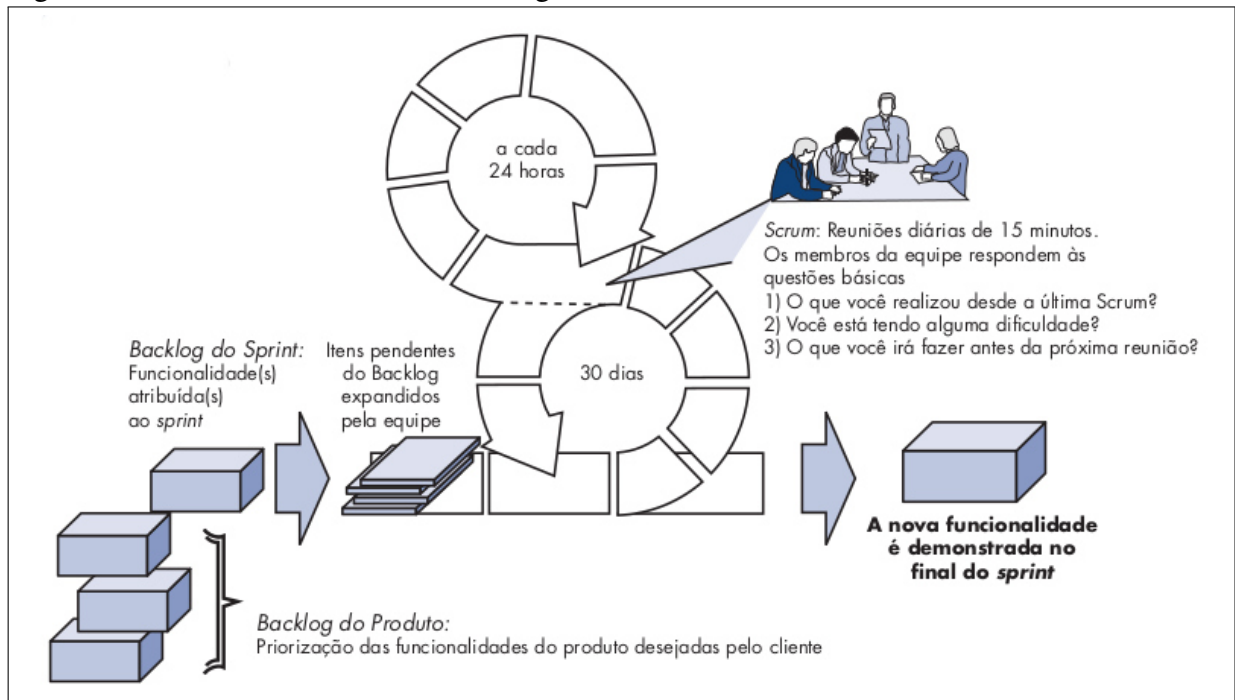 a cada
24 horas
Scrum: Reuniões diárias de 15 minutos.
Os membros da equipe respondem às
questões básicas
1) O que você realizou desde a última Scrum?
2) Você está tendo alguma dificuldade?
3) O que você irá fazer antes da próxima reunião?
Backlog do Sprint:
Funcionalidade(s)
atribuída(s)
ao sprint
Itens pendentes
do Backlog
expandidos
pela equipe
30 dias
A nova funcionalidade
é demonstrada no
final do sprint
Backlog do Produto:
Priorização das funcionalidades do produto desejadas pelo cliente